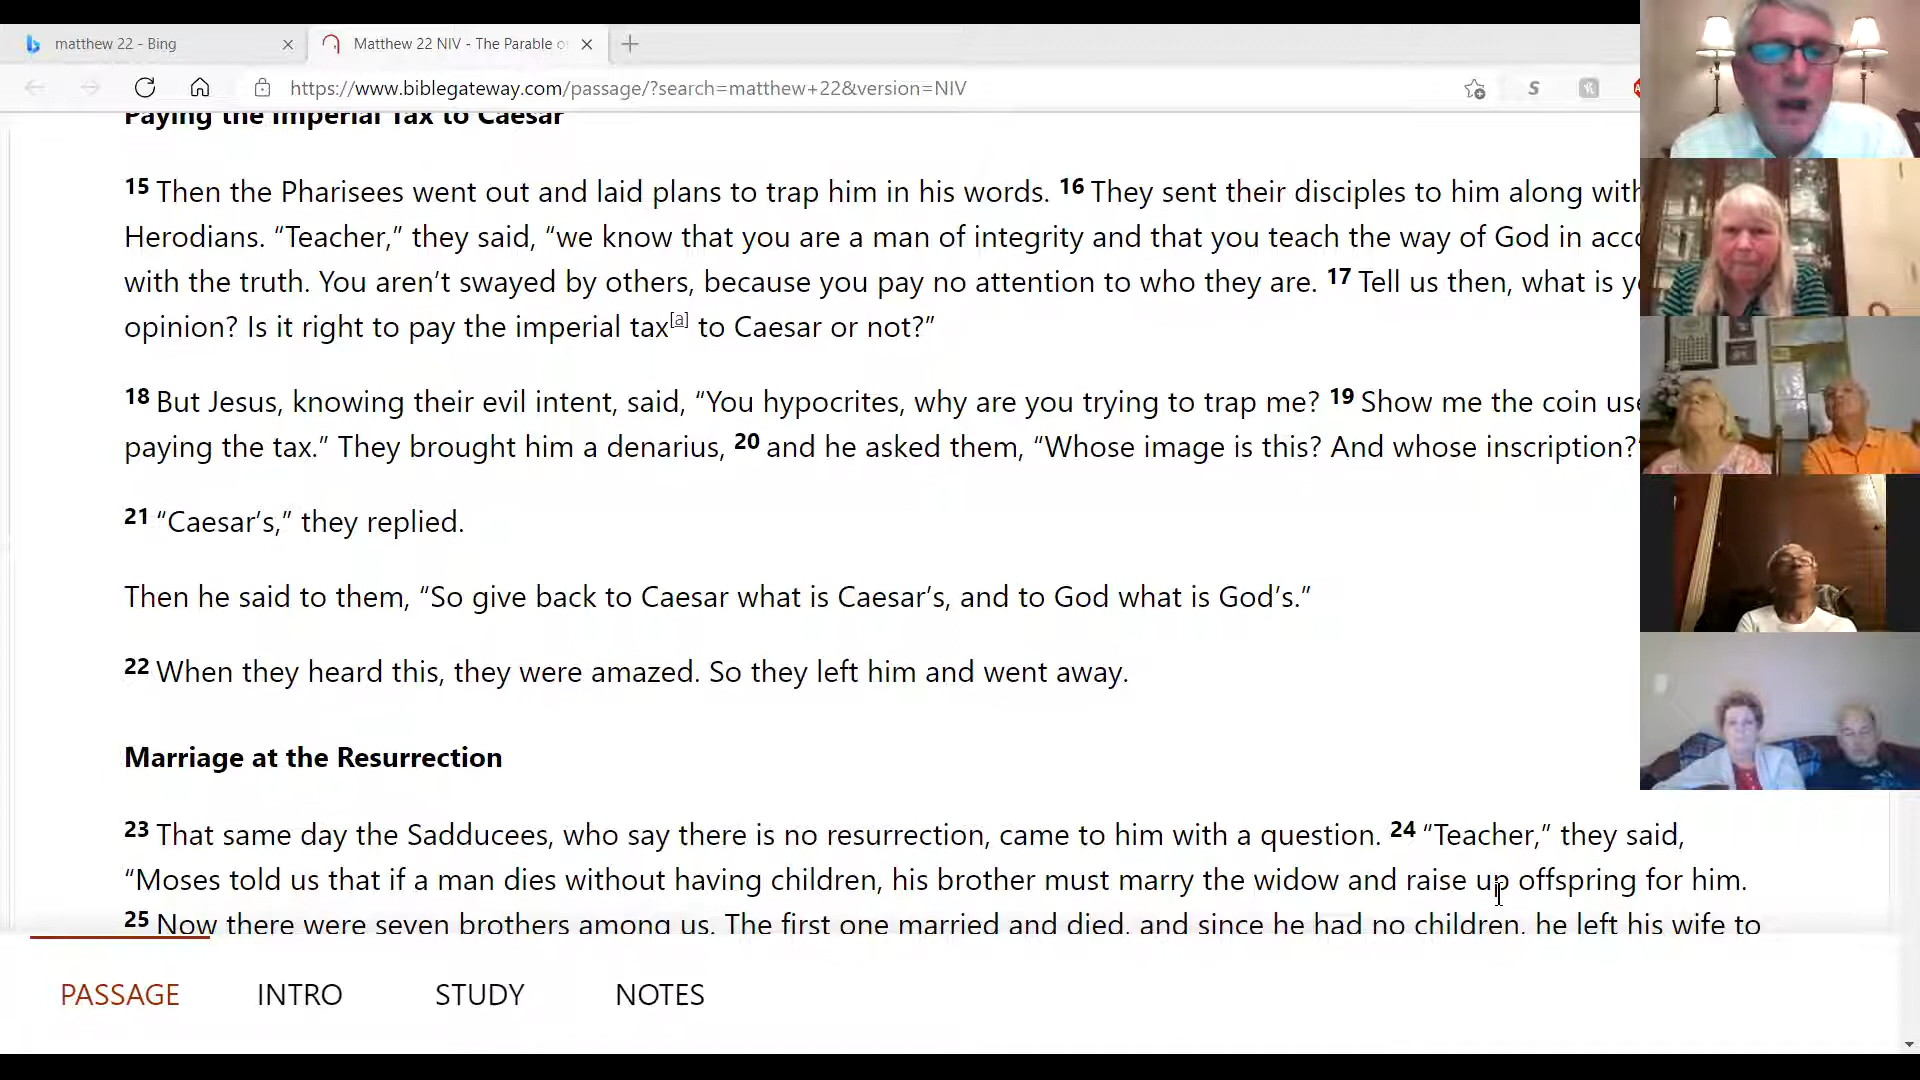 matthew 22 - Bing
Matthew 22 NIV - The Parable o
https://www.biblegateway.com/passage/?search=matthew+22&version=NIV
Paying the Imperial Tax to Caesar
15 Then the Pharisees went out and laid plans to trap him in his words. 16 They sent their disciples to him along with
Herodians. “Teacher,” they said, “we know that you are a man of integrity and that you teach the way of God in acco
with the truth. You aren’t swayed by others, because you pay no attention to who they are. 17 Tell us then, what is y
opinion? Is it right to pay the imperial tax[a] to Caesar or not?”
18 But Jesus, knowing their evil intent, said, “You hypocrites, why are you trying to trap me? 19 Show me the coin us
paying the tax.” They brought him a denarius, 20 and he asked them, “Whose image is this? And whose inscription?”
21 “Caesar’s,” they replied.
Then he said to them, “So give back to Caesar what is Caesar’s, and to God what is God’s.”
22 When they heard this, they were amazed. So they left him and went away.
Marriage at the Resurrection
23 That same day the Sadducees, who say there is no resurrection, came to him with a question. 24 “Teacher,” they said,
“Moses told us that if a man dies without having children, his brother must marry the widow and raise up offspring for him.
25 Now there were seven brothers among us. The first one married and died, and since he had no children, he left his wife to
PASSAGE INTRO STUDY NOTES